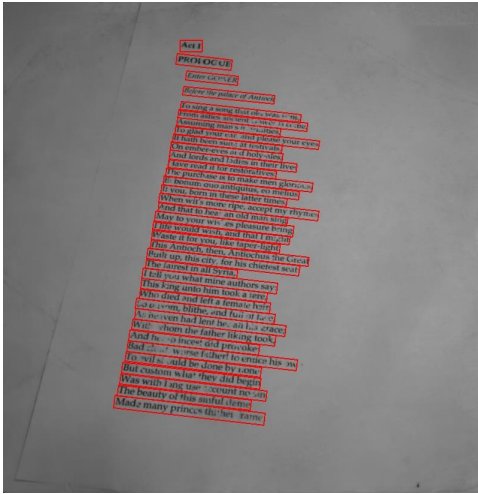 Act I
PROLOGUE
Enter GOWER
Before the palace of Antioch
To sing a song that old was sung,
From ashes ancient
Assuming man's
To glad your ear, and please your eyes.
It hath been sung at festivals,
On ember-eves and holy-ales;
And lords and ladies in their lives
Have read it for restoratives:
The purchase is to make men glorious;
Et bonum quo antiquius, eo melius.
If you, born in these latter times,
When wit's more ripe, accept my rhymes
And that to hear an old man sing
May to your wishes pleasure bring
I life would wish, and that I might
Waste it for you, like taper-light.
This Antioch, then, Antiochus the Great
Built up, this city, for his chiefest seat
The fairest in all Syria,
I tell you what mine authors say:
This king unto him took a fere,
Who died and left a female heir,
So buxom, blithe, and full of face,
As heaven had lent her all his grace;
With whom the father liking took,
And her to incest did provoke:
Bad worse father! to entice his own
To evil should be done by none:
But custom what they did begin
Was with long use account no sin
The beauty of this sinful dame
Made many princes thither frame